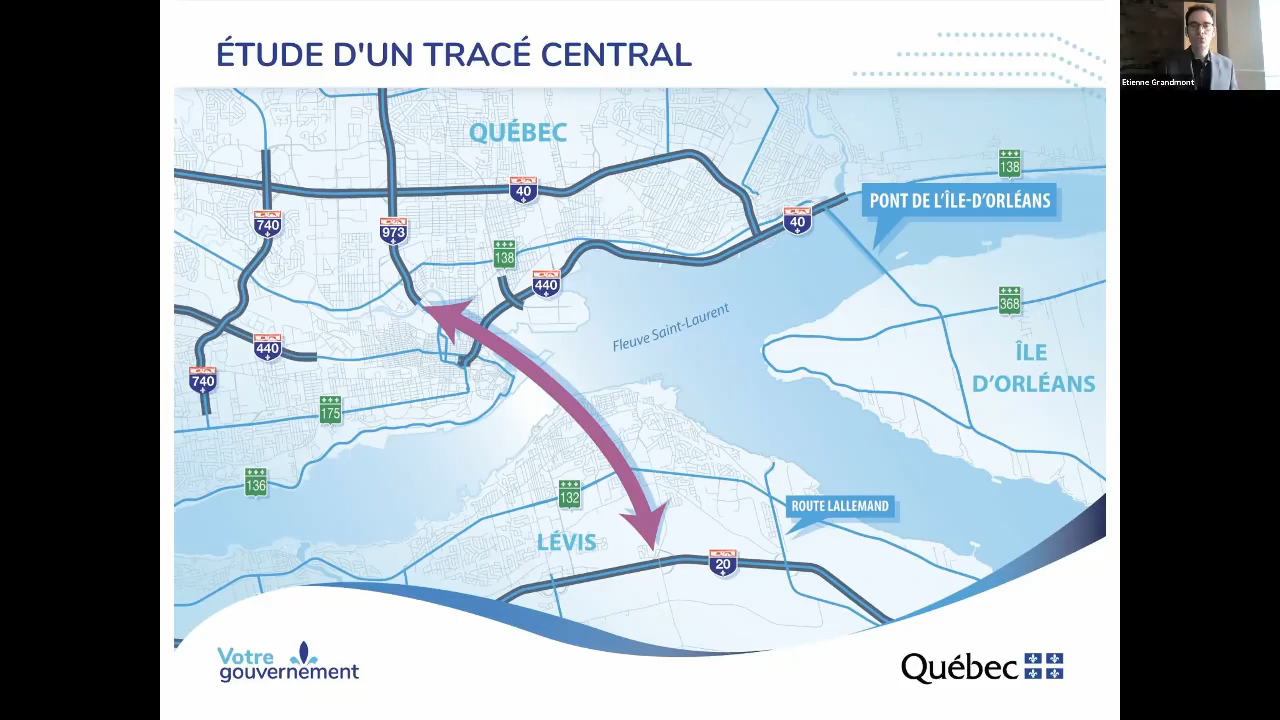 ÉTUDE D'UN TRACÉ CENTRAL
Etienne Grandmont
QUÉBEC
138
40
PONT DE L'ÎLE-D'ORLÉANS
740
973
40
138
440
368
Fleuve Saint-Laurent
440
ÎLE
D'ORLÉANS
740
175
136
132
ROUTE LALLEMAND
LÉVIS
20
Votre
gouvernement
Québec